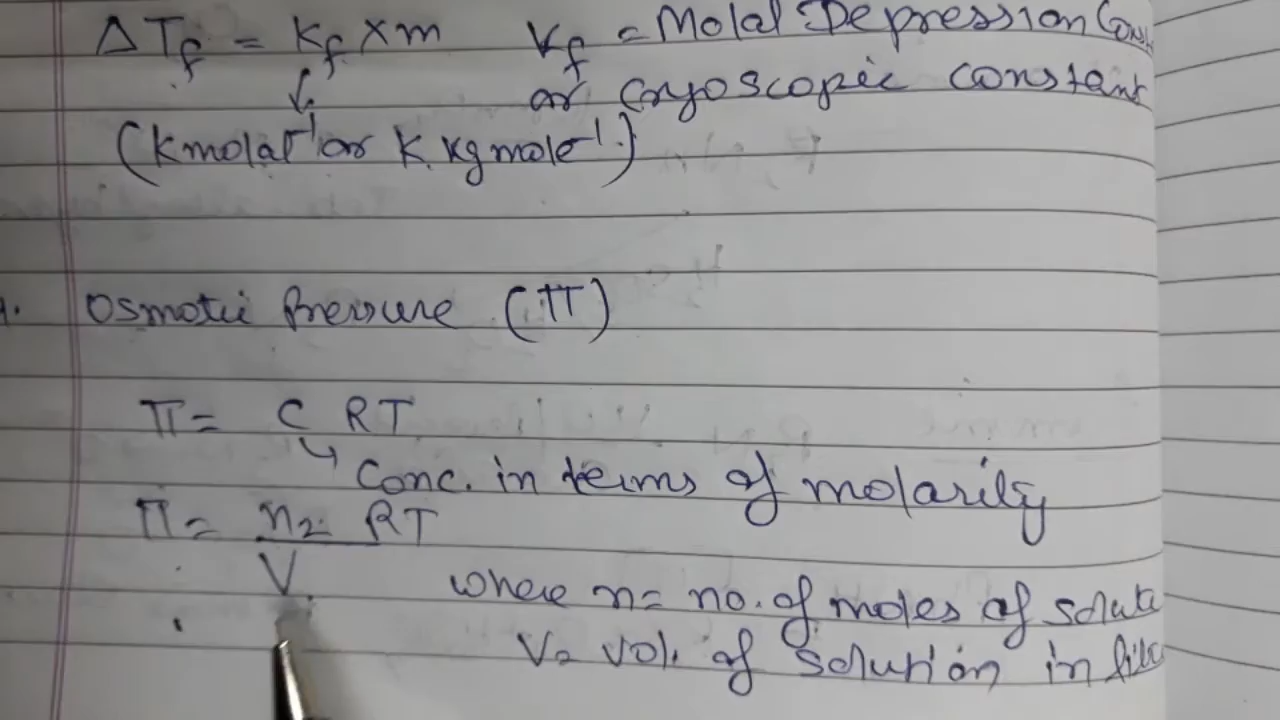 ΔTf = Kf × m Kf = Molal Depression Const
or Cryoscopic constant
(K molal⁻¹ or K. Kg mole⁻¹.)
Osmotic Pressure (π)
π = C RT
Conc. in terms of molarity
π = n₂ RT
V. where n = no. of moles of solute
V = vol. of solution in